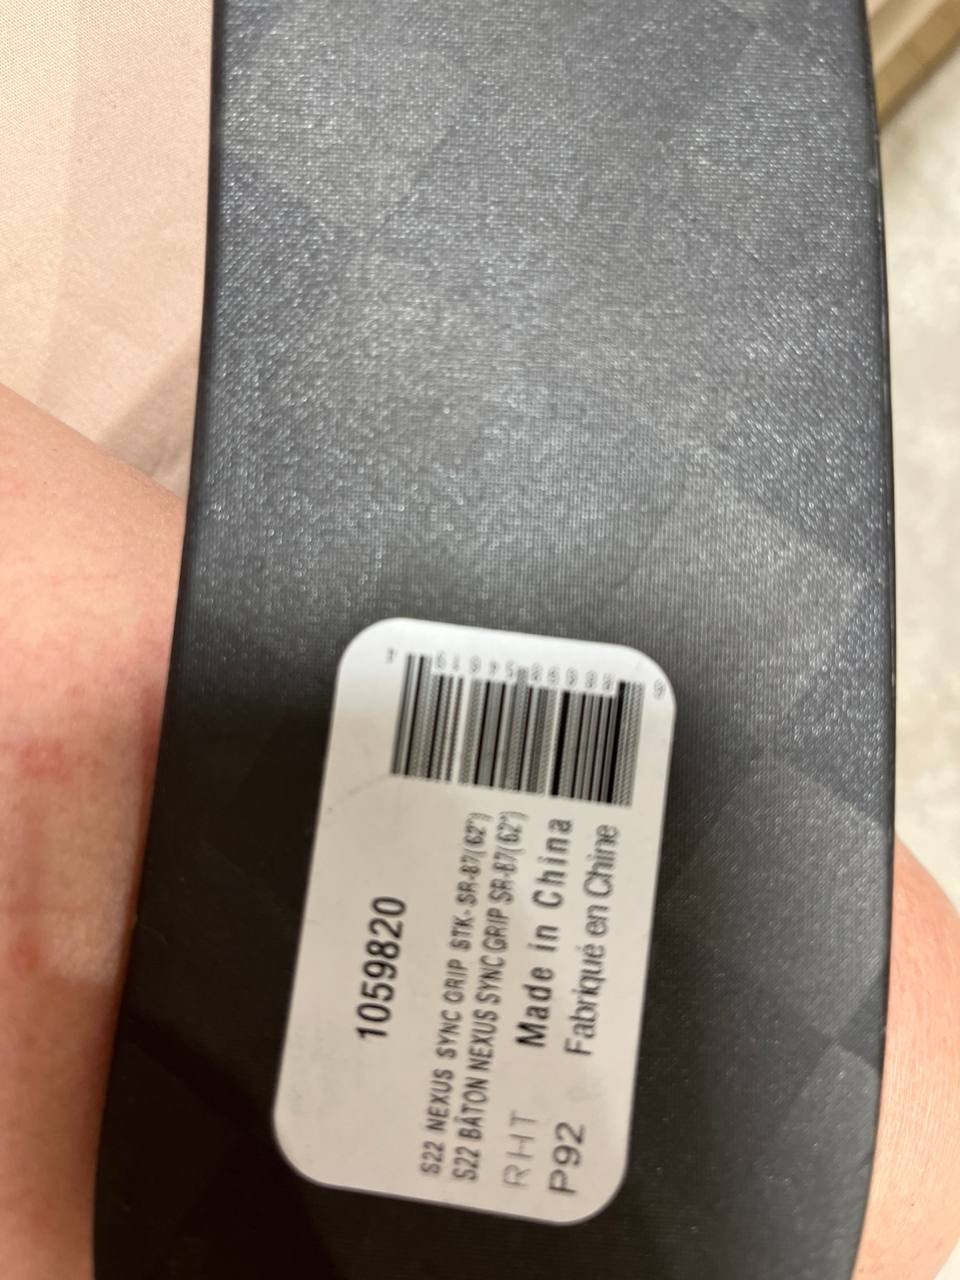 1059820
S22 NEXUS SYNC GRIP STK-SR-87(62")
S22 BÂTON NEXUS SYNC GRIP SR-87(62")
RHT Made in China
P92 Fabriqué en Chine